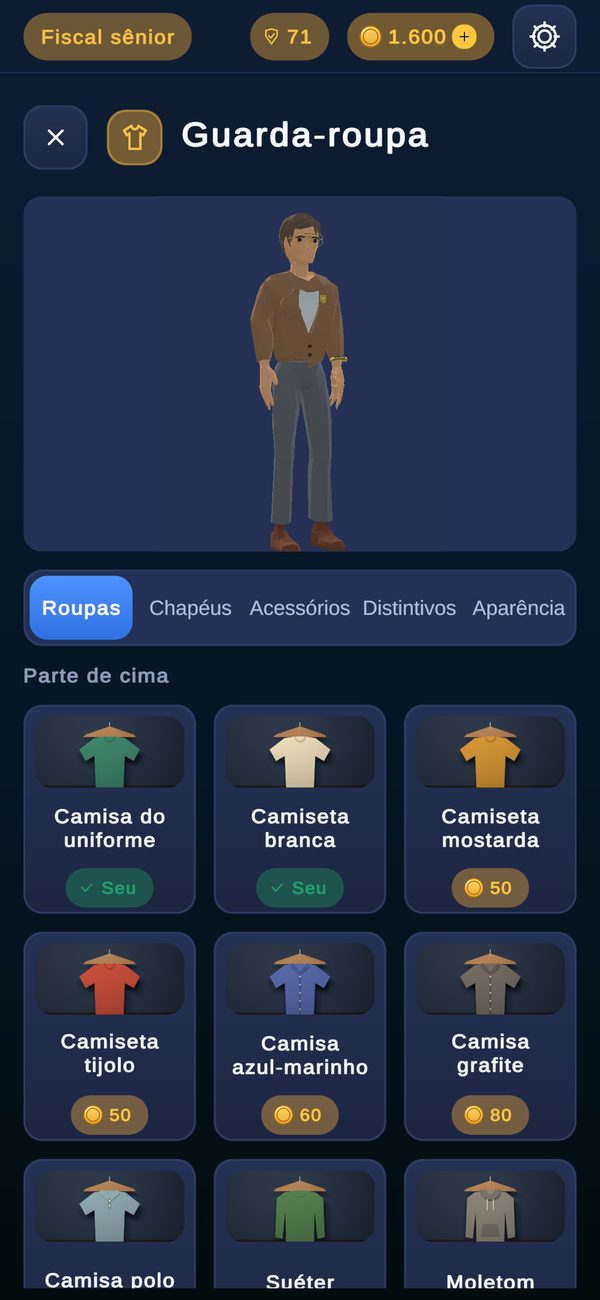 Fiscal sênior
71
1.600 +
Guarda-roupa
Roupas Chapéus Acessórios Distintivos Aparência
Parte de cima
Camisa do
uniforme
Seu
Camiseta
branca
Seu
Camiseta
mostarda
50
Camiseta
tijolo
50
Camisa
azul-marinho
60
Camisa
grafite
80
Camisa polo
Suéter
Moletom